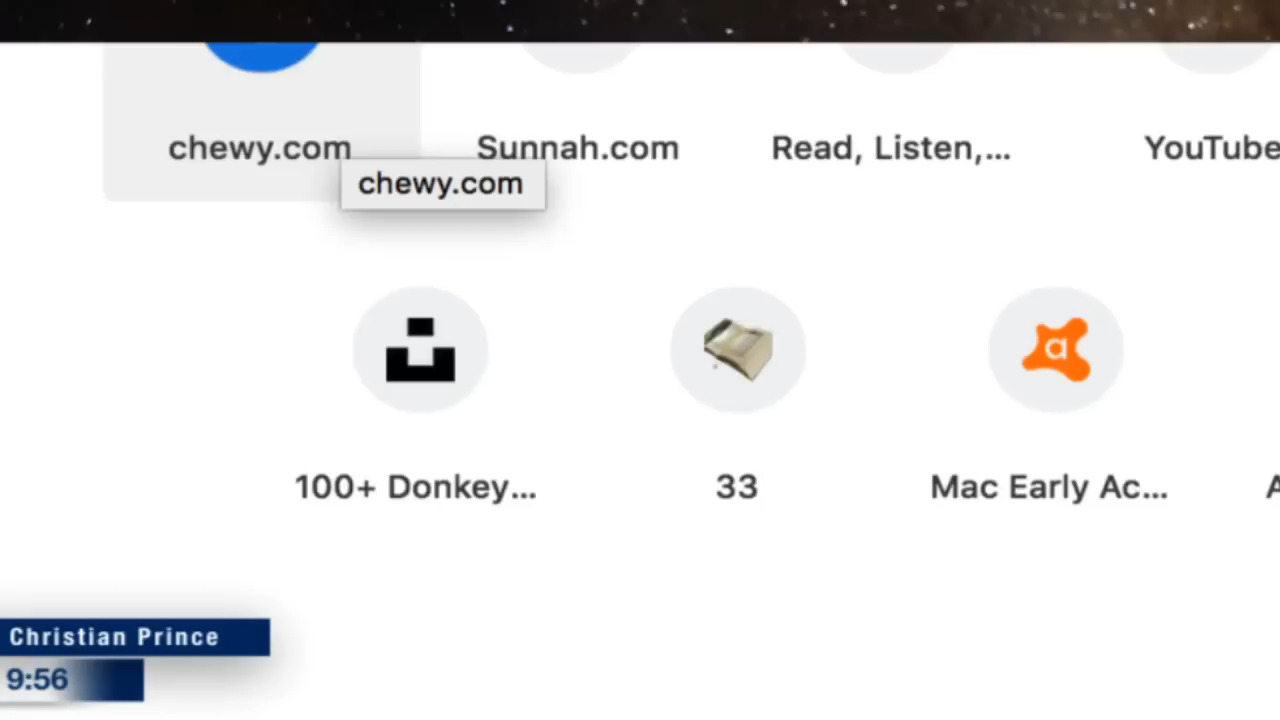 chewy.com
Sunnah.com
Read, Listen,...
YouTube
chewy.com
a
100+ Donkey...
33
Mac Early Ac...
A
Christian Prince
9:56